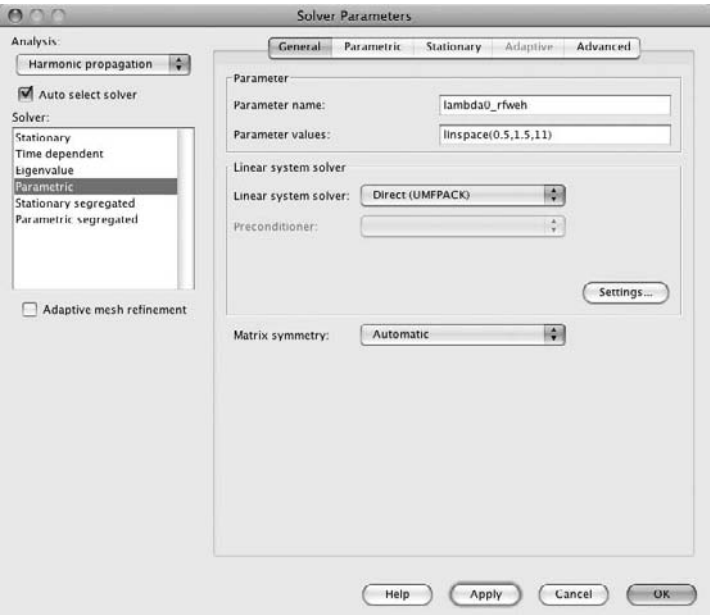 Solver Parameters
Analysis:
Harmonic propagation
Auto select solver
Solver:
Stationary
Time dependent
Eigenvalue
Parametric
Stationary segregated
Parametric segregated
Adaptive mesh refinement
General Parametric Stationary Adaptive Advanced
Parameter
Parameter name: lambda0_rfweh
Parameter values: linspace(0.5,1.5,11)
Linear system solver
Linear system solver: Direct (UMFPACK)
Preconditioner:
Settings...
Matrix symmetry: Automatic
Help Apply Cancel OK